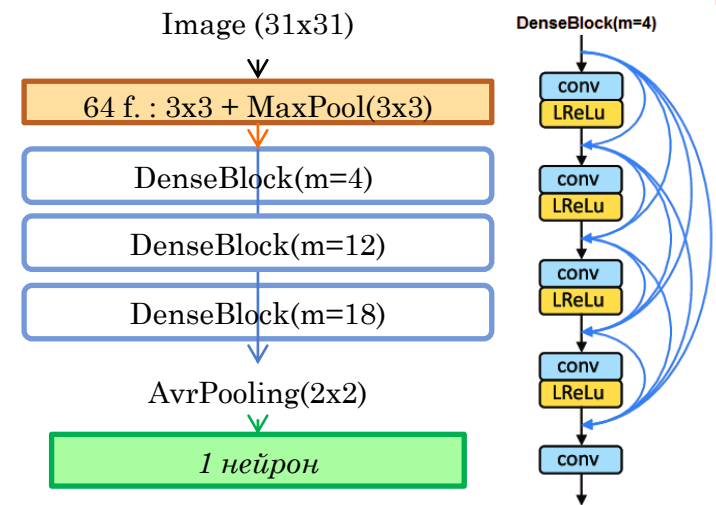 Image (31x31)
64 f. : 3x3 + MaxPool(3x3)
DenseBlock(m=4)
DenseBlock(m=12)
DenseBlock(m=18)
AvrPooling(2x2)
1 нейрон
DenseBlock(m=4)
conv
LReLu
conv
LReLu
conv
LReLu
conv
LReLu
conv